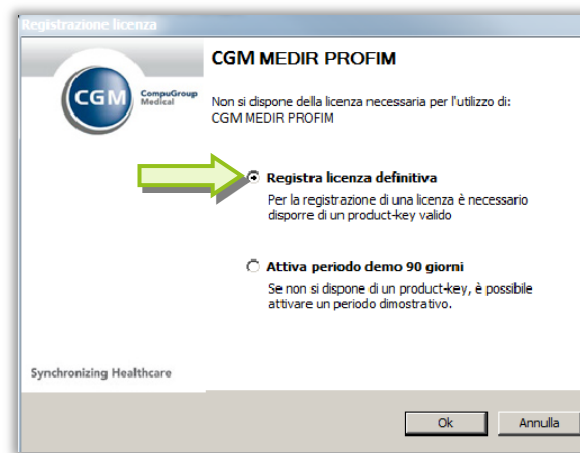 Registrazione licenza
CGM MEDIR PROFIM
CGM CompuGroup
Medical
Non si dispone della licenza necessaria per l'utilizzo di:
CGM MEDIR PROFIM
Registra licenza definitiva
Per la registrazione di una licenza è necessario
disporre di un product-key valido
Attiva periodo demo 90 giorni
Se non si dispone di un product-key, è possibile
attivare un periodo dimostrativo.
Synchronizing Healthcare
Ok Annulla